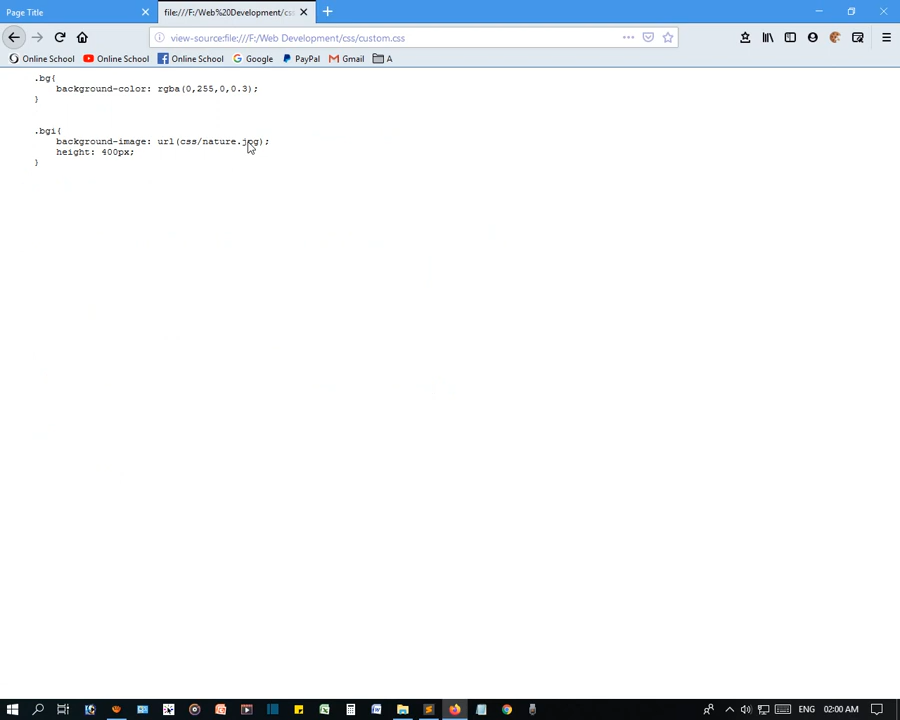 Page Title
file:///F:/Web%20Development/css
view-source:file:///F:/Web Development/css/custom.css
Online School
Online School
Online School
Google
PayPal
Gmail
A
.bg{
background-color: rgba(0,255,0,0.3);
}
.bgi{
background-image: url(css/nature.jpg);
height: 400px;
}
ENG
02:00 AM